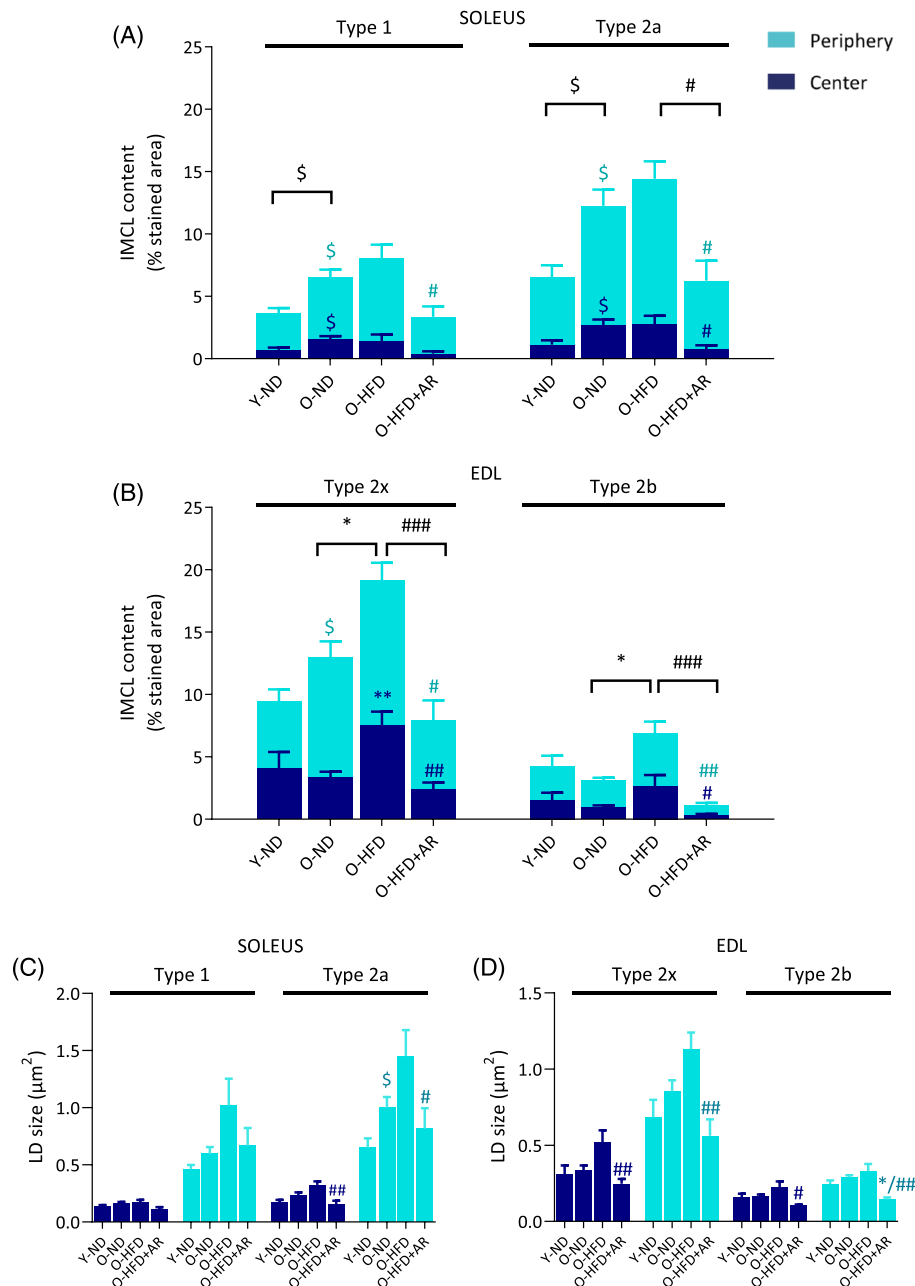 SOLEUS
(A)
Type 1
Type 2a
Periphery
Center
IMCL content
(% stained area)
25
20
15
10
5
0
$
$
$
#
$
#
$
$
#
#
Y-ND
O-ND
O-HFD
O-HFD+AR
Y-ND
O-ND
O-HFD
O-HFD+AR
EDL
(B)
Type 2x
Type 2b
IMCL content
(% stained area)
25
20
15
10
5
0
*
###
$
**
#
##
*
###
##
#
Y-ND
O-ND
O-HFD
O-HFD+AR
Y-ND
O-ND
O-HFD
O-HFD+AR
SOLEUS
(C)
Type 1
Type 2a
LD size (µm²)
2.0
1.5
1.0
0.5
0.0
##
$
#
Y-ND
O-ND
O-HFD
O-HFD+AR
Y-ND
O-ND
O-HFD
O-HFD+AR
Y-ND
O-ND
O-HFD
O-HFD+AR
Y-ND
O-ND
O-HFD
O-HFD+AR
EDL
(D)
Type 2x
Type 2b
LD size (µm²)
1.5
1.0
0.5
0.0
##
##
#
*/##
Y-ND
O-ND
O-HFD
O-HFD+AR
Y-ND
O-ND
O-HFD
O-HFD+AR
Y-ND
O-ND
O-HFD
O-HFD+AR
Y-ND
O-ND
O-HFD
O-HFD+AR